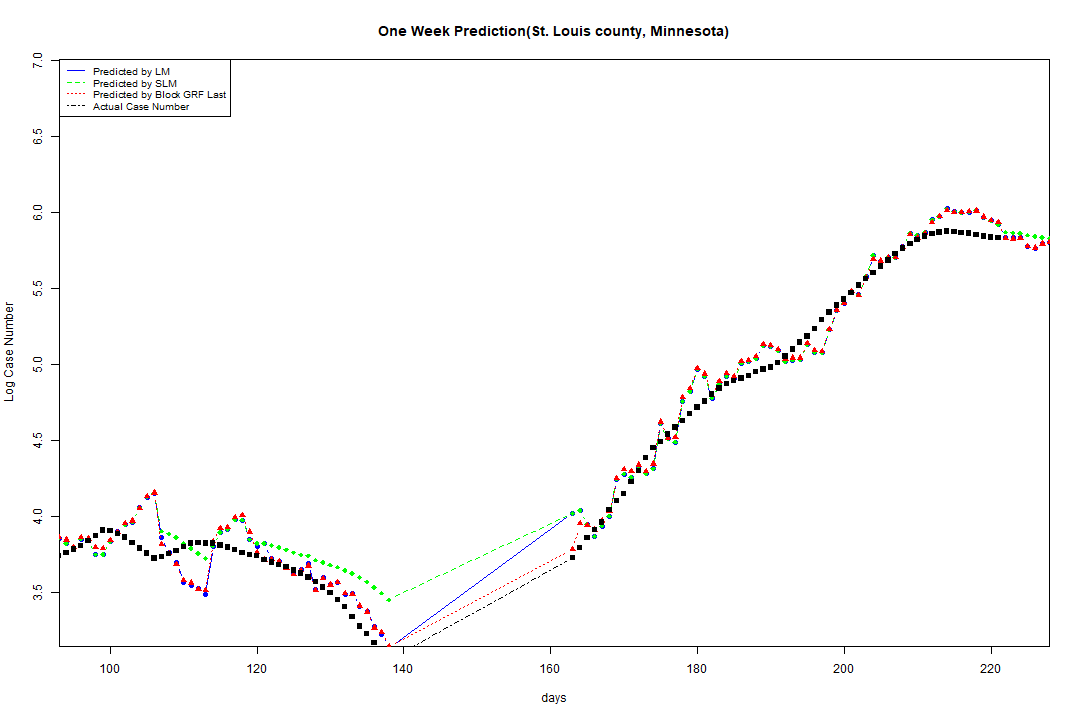 One Week Prediction(St. Louis county, Minnesota)
Predicted by LM
Predicted by SLM
Predicted by Block GRF Last
Actual Case Number
Log Case Number
7.0
6.5
6.0
5.5
5.0
4.5
4.0
3.5
100 120 140 160 180 200 220
days